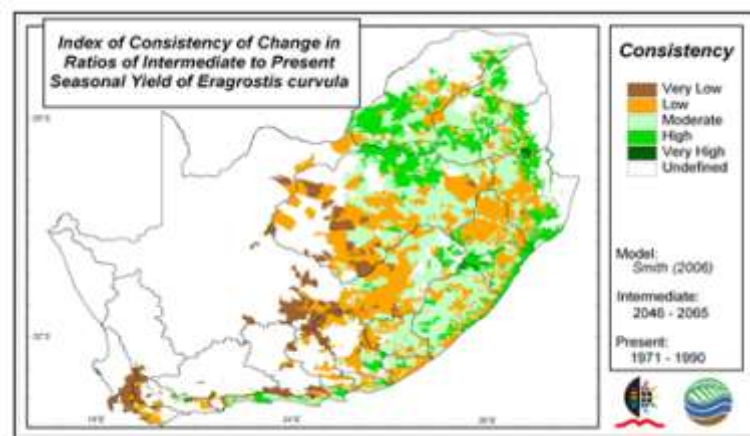 Index of Consistency of Change in
Ratios of Intermediate to Present
Seasonal Yield of Eragrostis curvula
Consistency
Very Low
Low
Moderate
High
Very High
Undefined
Model:
Smith (2006)
Intermediate:
2046 - 2065
Present:
1971 - 1990